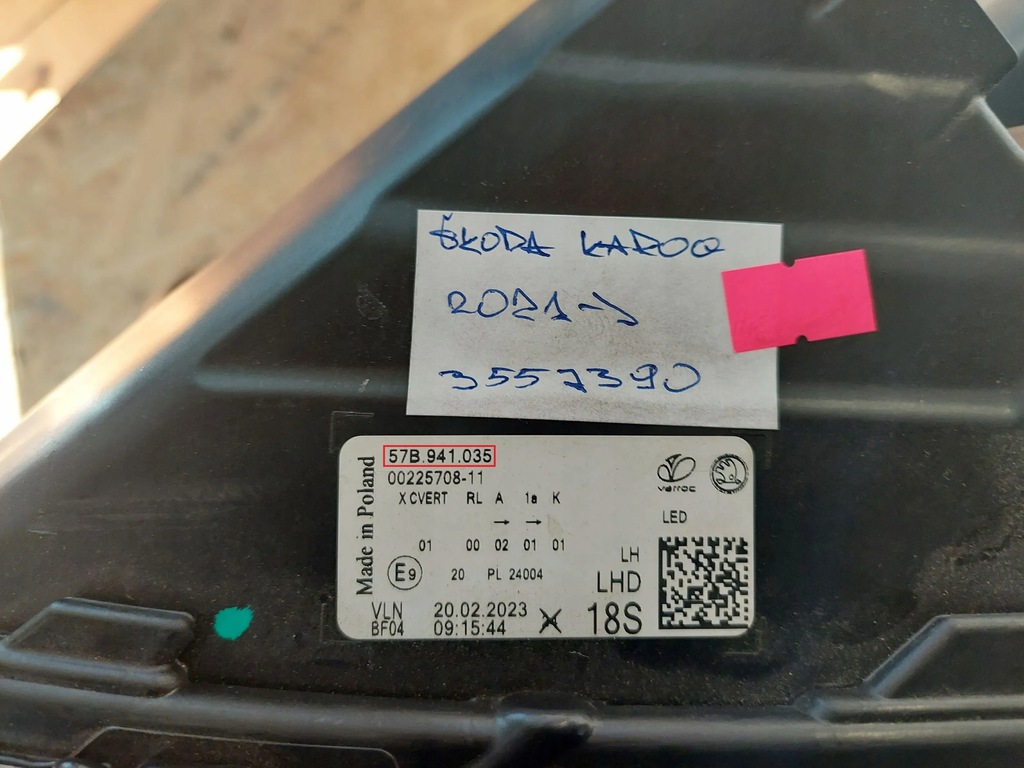 ŠKODA KAROQ
2021→
3557390
57B.941.035
00225708-11
Made in Poland
X CVERT RL A 1a K
→ →
01 00 02 01 01
E9 20 PL 24004
VLN 20.02.2023
BF04 09:15:44
varroc
LED
LH
LHD
18S